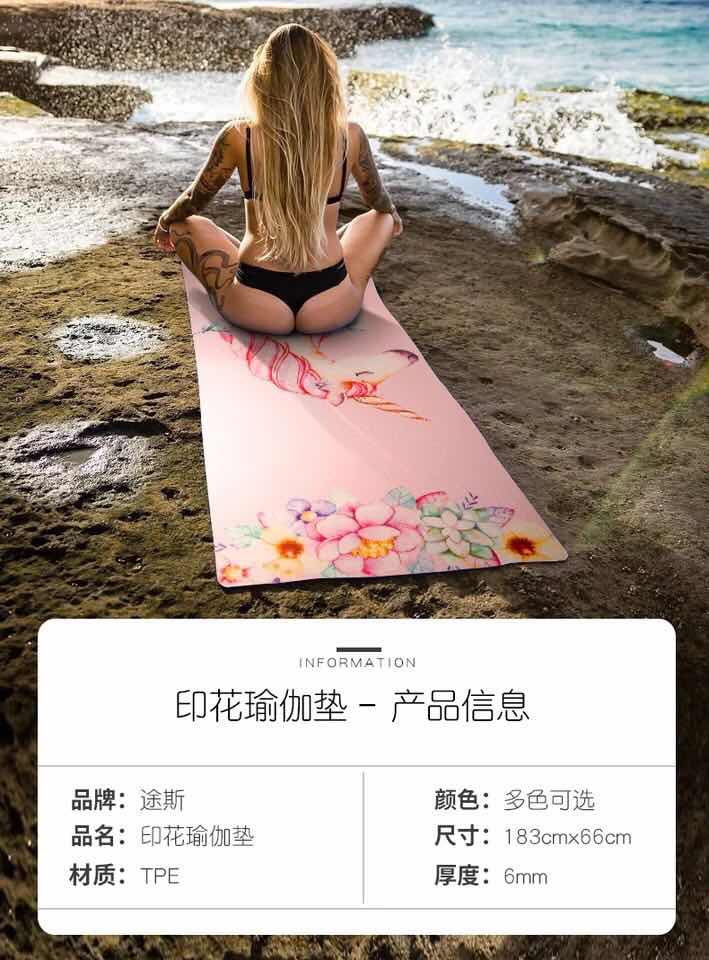 INFORMATION
印花瑜伽垫 - 产品信息
品牌：途斯
品名：印花瑜伽垫
材质：TPE
颜色：多色可选
尺寸：183cmx66cm
厚度：6mm